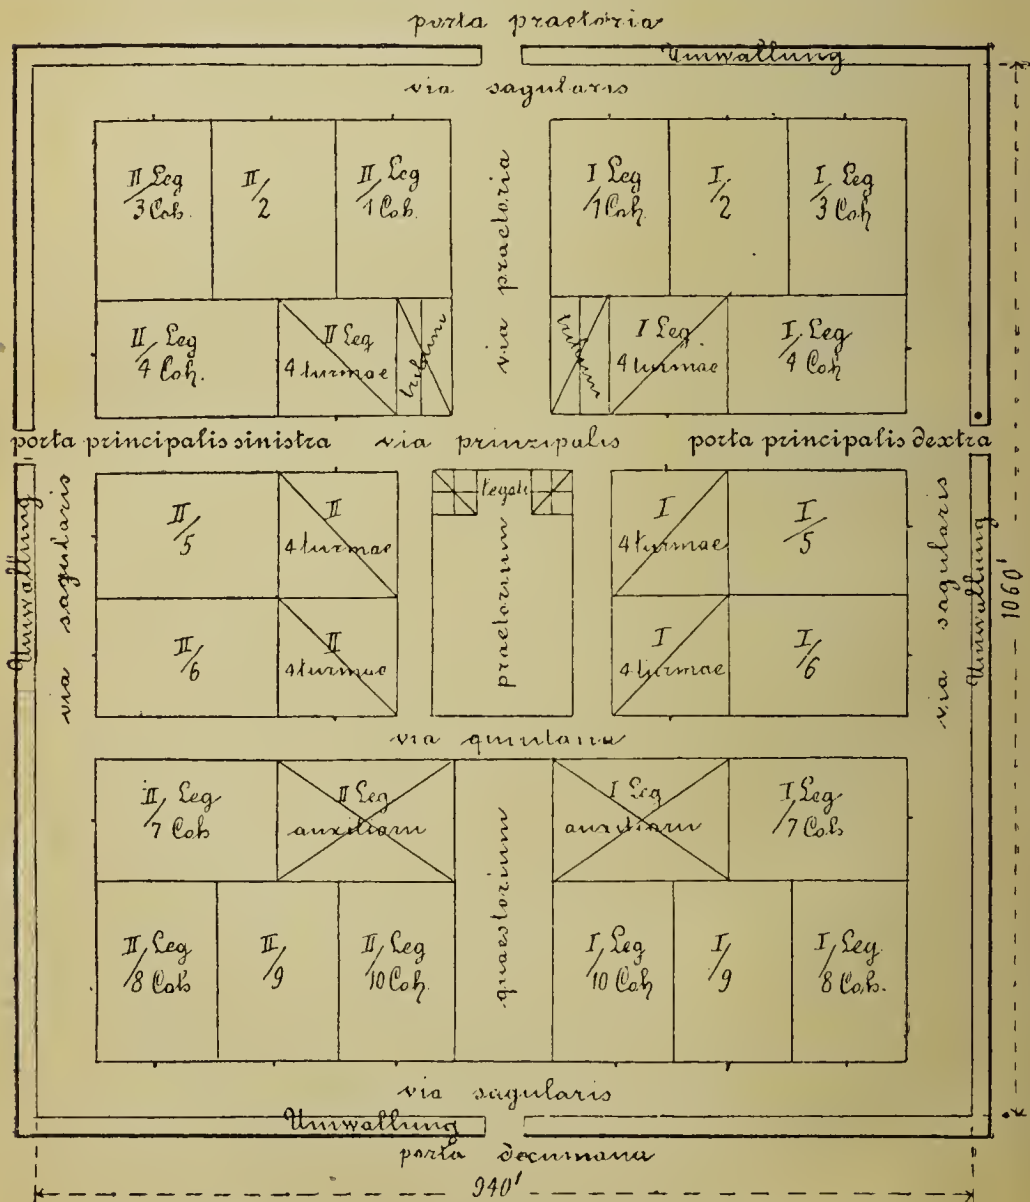 porta praetoria
Umwallung
via sagularis
II Leg
/3 Coh.
II
/2
II Leg
/1 Coh.
via praetoria
I Leg
/1 Coh.
I
/2
I Leg
/3 Coh.
II Leg
/4 Coh.
II Leg
4 turmae
tribuni
tribuni
I Leg
4 turmae
I Leg
/4 Coh
porta principalis sinistra
via prinzipalis
porta principalis dextra
Umwallung
via sagularis
II
/5
II
4 turmae
legati
praetorium
I
4 turmae
I
/5
via sagularis
Umwallung
1060'
II
/6
II
4 turmae
I
4 turmae
I
/6
via quintana
II Leg
/7 Coh
II Leg
auxilium
quaestorium
I Leg
auxilium
I Leg
/7 Coh
II Leg
/8 Coh
II
/9
II Leg
/10 Coh.
I Leg
/10 Coh
I
/9
I Leg
/8 Coh.
via sagularis
Umwallung
porta decumana
940'